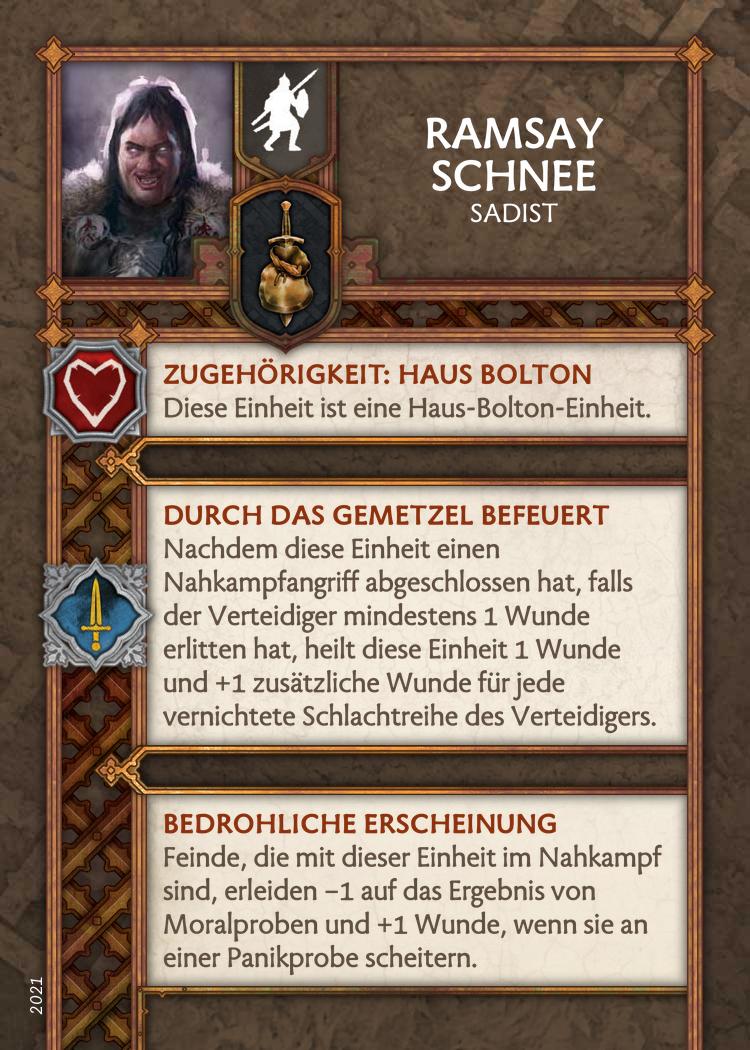 RAMSAY
SCHNEE
SADIST
ZUGEHÖRIGKEIT: HAUS BOLTON
Diese Einheit ist eine Haus-Bolton-Einheit.
DURCH DAS GEMETZEL BEFEUERT
Nachdem diese Einheit einen
Nahkampfangriff abgeschlossen hat, falls
der Verteidiger mindestens 1 Wunde
erlitten hat, heilt diese Einheit 1 Wunde
und +1 zusätzliche Wunde für jede
vernichtete Schlachtreihe des Verteidigers.
BEDROHLICHE ERSCHEINUNG
Feinde, die mit dieser Einheit im Nahkampf
sind, erleiden –1 auf das Ergebnis von
Moralproben und +1 Wunde, wenn sie an
einer Panikprobe scheitern.
2021